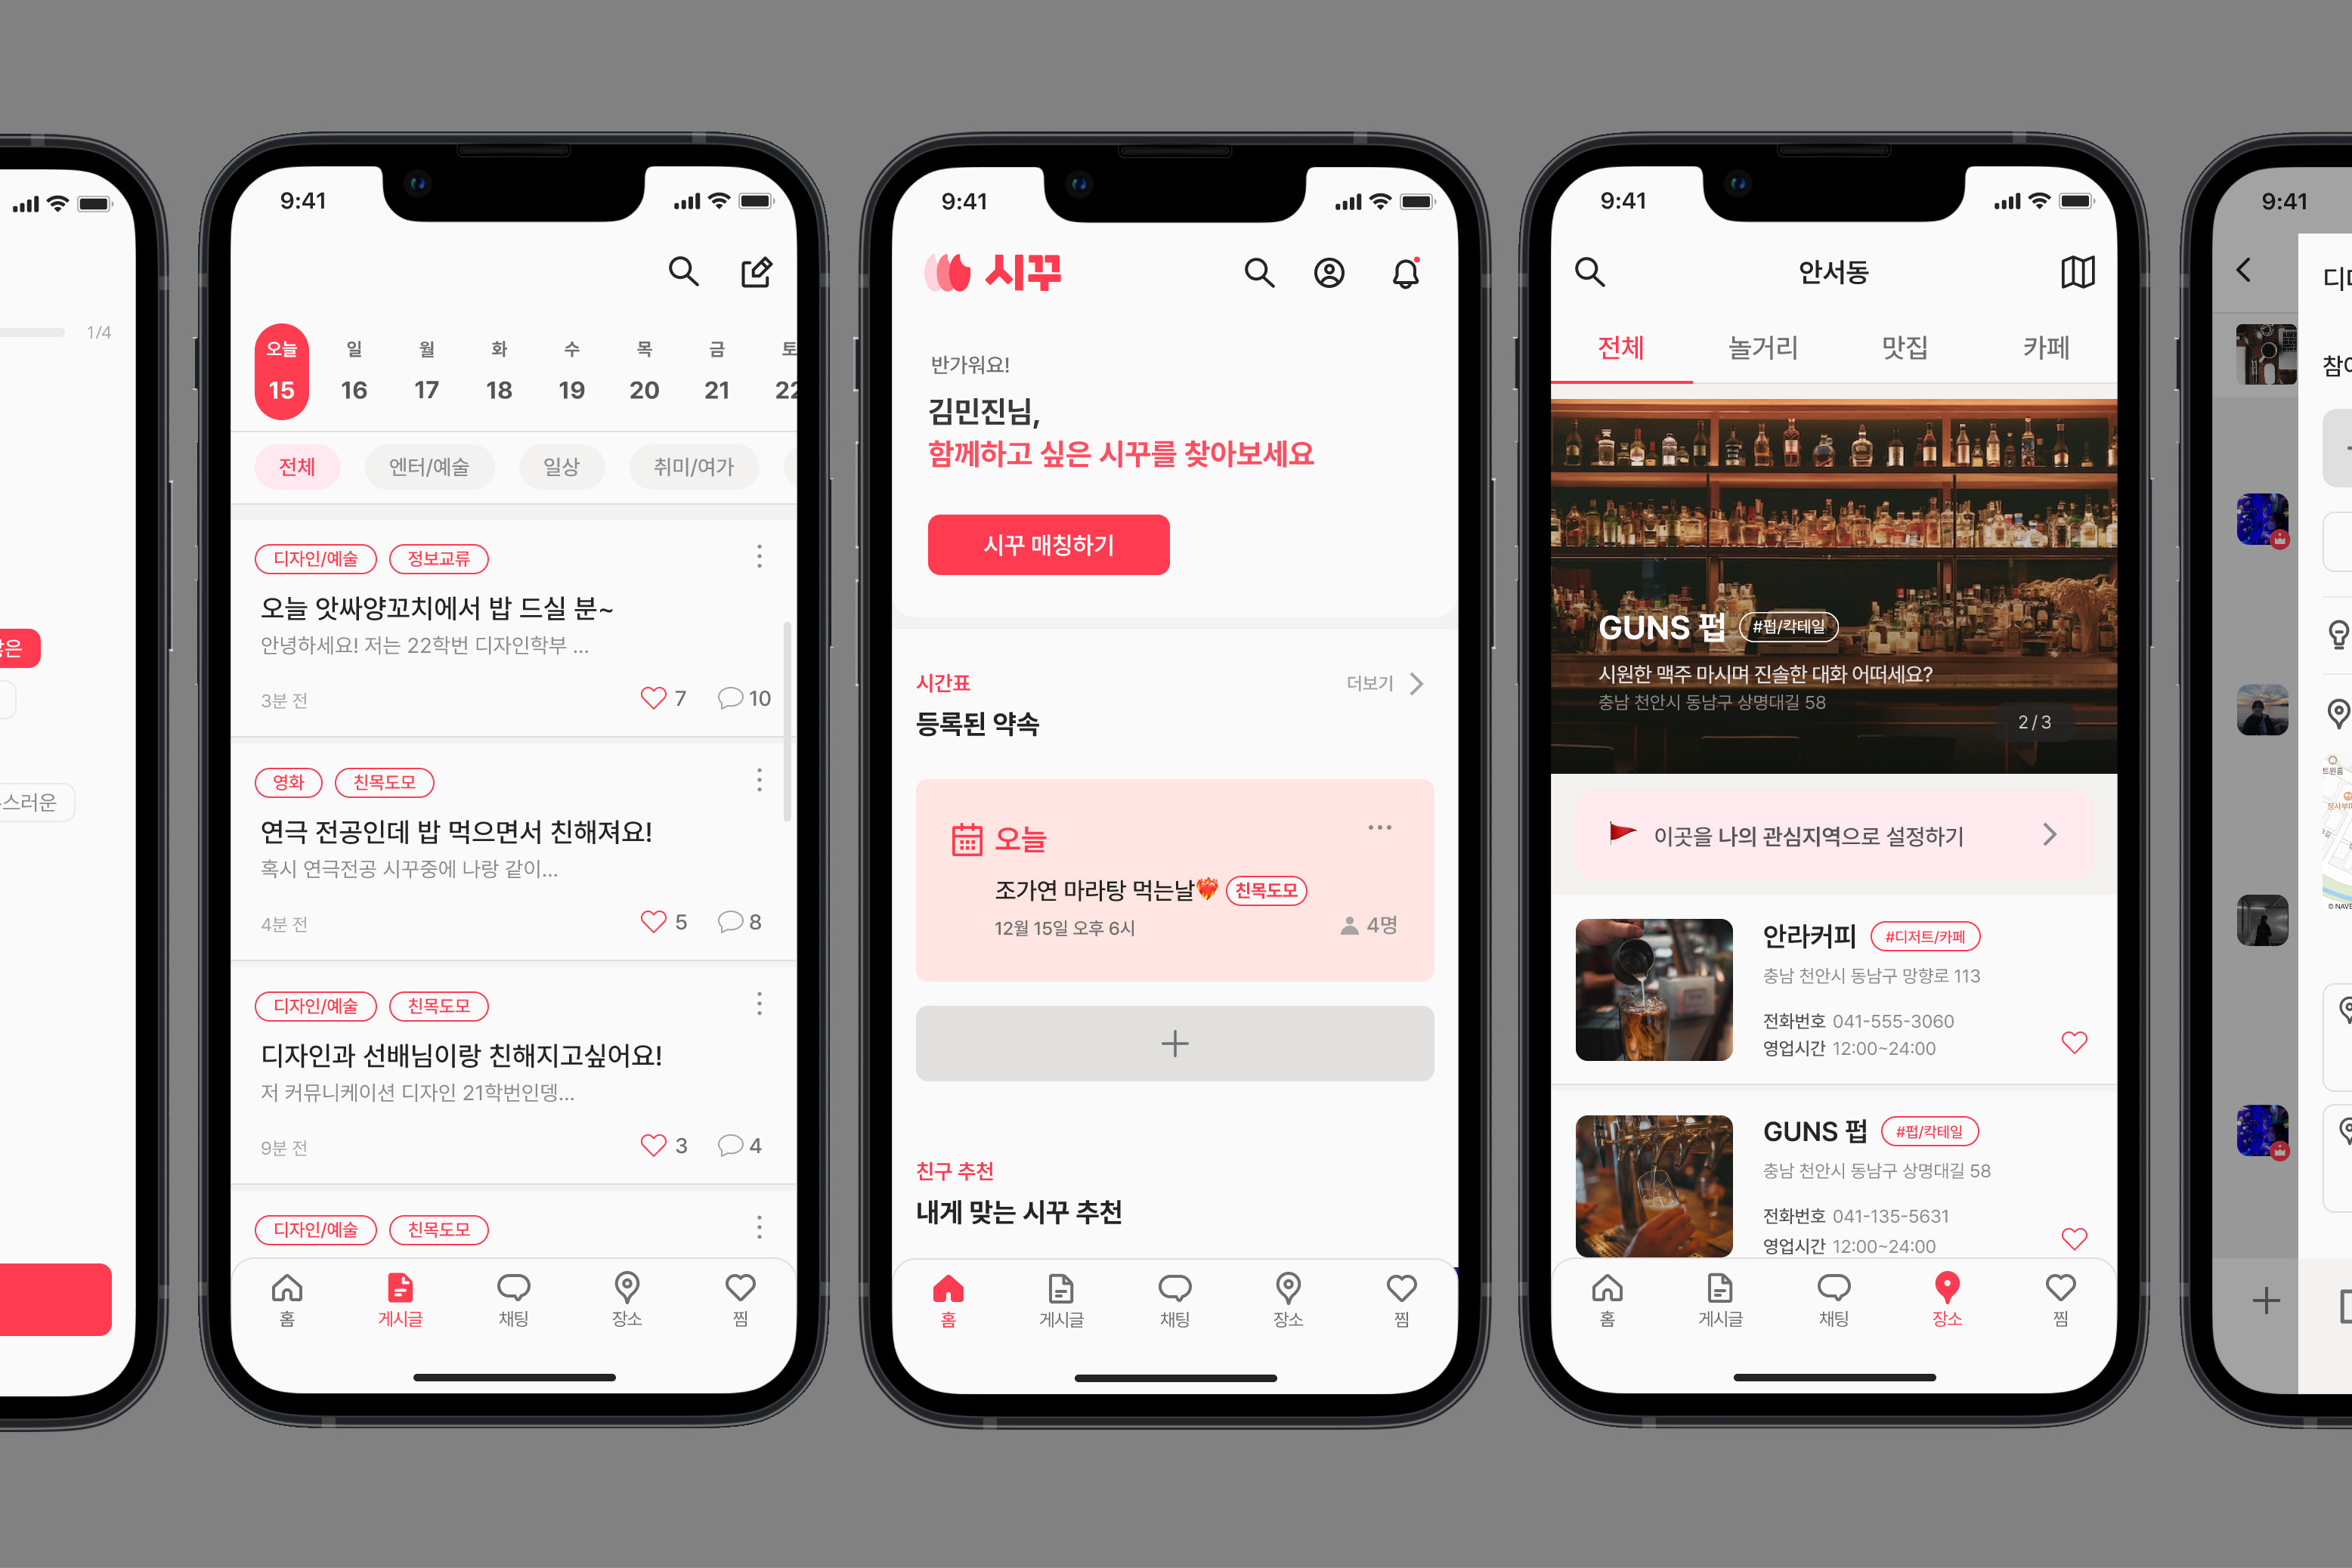 1/4
스러운
9:41
오늘 일 월 화 수 목 금 토
15 16 17 18 19 20 21 22
전체 엔터/예술 일상 취미/여가
디자인/예술 정보교류
오늘 앗싸양꼬치에서 밥 드실 분~
안녕하세요! 저는 22학번 디자인학부 ...
3분 전 7 10
영화 친목도모
연극 전공인데 밥 먹으면서 친해져요!
혹시 연극전공 시꾸중에 나랑 같이...
4분 전 5 8
디자인/예술 친목도모
디자인과 선배님이랑 친해지고싶어요!
저 커뮤니케이션 디자인 21학번인뎅...
9분 전 3 4
디자인/예술 친목도모
홈 게시글 채팅 장소 찜
9:41
시꾸
반가워요!
김민진님,
함께하고 싶은 시꾸를 찾아보세요
시꾸 매칭하기
시간표 더보기
등록된 약속
오늘
조가연 마라탕 먹는날❤️‍🔥 친목도모
12월 15일 오후 6시 4명
친구 추천
내게 맞는 시꾸 추천
홈 게시글 채팅 장소 찜
9:41
안서동
전체 놀거리 맛집 카페
GUNS 펍 #펍/칵테일
시원한 맥주 마시며 진솔한 대화 어떠세요?
충남 천안시 동남구 상명대길 58
2 / 3
이곳을 나의 관심지역으로 설정하기
안라커피 #디저트/카페
충남 천안시 동남구 망향로 113
전화번호 041-555-3060
영업시간 12:00~24:00
GUNS 펍 #펍/칵테일
충남 천안시 동남구 상명대길 58
전화번호 041-135-5631
영업시간 12:00~24:00
홈 게시글 채팅 장소 찜
9:41